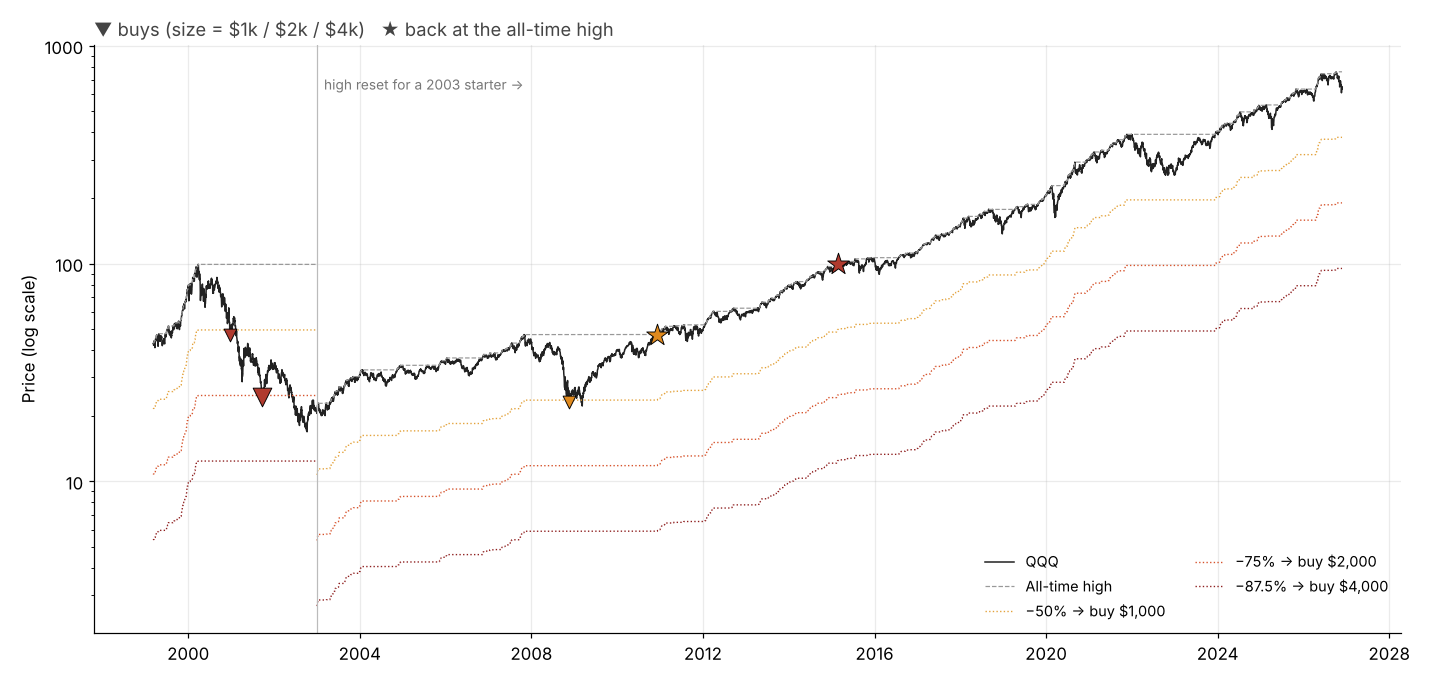 ▼ buys (size = $1k / $2k / $4k) ★ back at the all-time high
1000
high reset for a 2003 starter →
100
Price (log scale)
10
QQQ
All-time high
−50% → buy $1,000
−75% → buy $2,000
−87.5% → buy $4,000
2000 2004 2008 2012 2016 2020 2024 2028